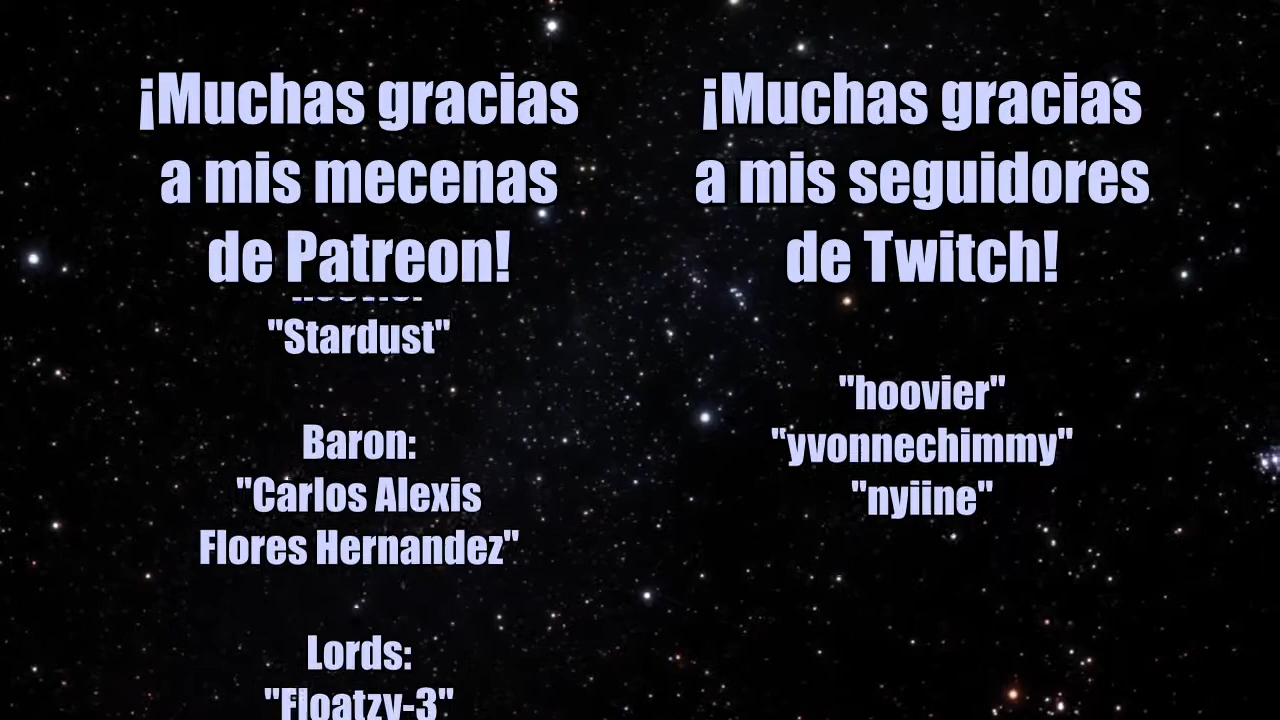 ¡Muchas gracias
a mis mecenas
de Patreon!
"Stardust"
Baron:
"Carlos Alexis
Flores Hernandez"
Lords:
"Floatzy-3"
¡Muchas gracias
a mis seguidores
de Twitch!
"hoovier"
"yvonnechimmy"
"nyiine"